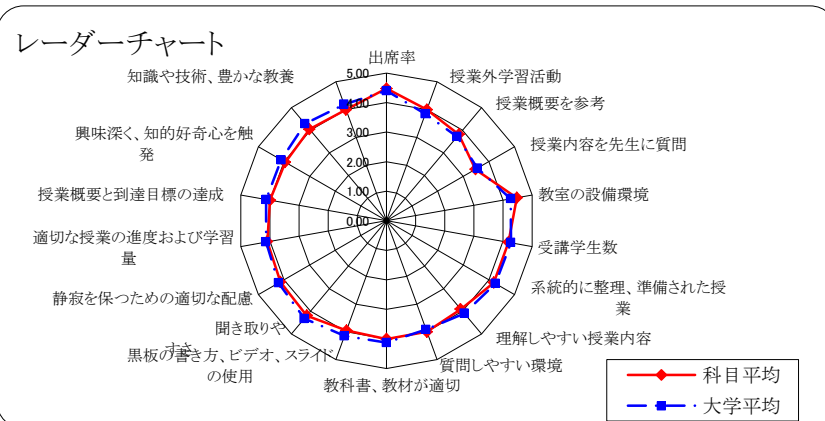 レーダーチャート
出席率
授業外学習活動
授業概要を参考
授業内容を先生に質問
教室の設備環境
受講学生数
系統的に整理、準備された授
業
理解しやすい授業内容
質問しやすい環境
教科書、教材が適切
黒板の書き方、ビデオ、スライド
の使用
聞き取りや
すさ
静寂を保つための適切な配慮
適切な授業の進度および学習
量
授業概要と到達目標の達成
興味深く、知的好奇心を触
発
知識や技術、豊かな教養
5.00
4.00
3.00
2.00
1.00
0.00
科目平均
大学平均